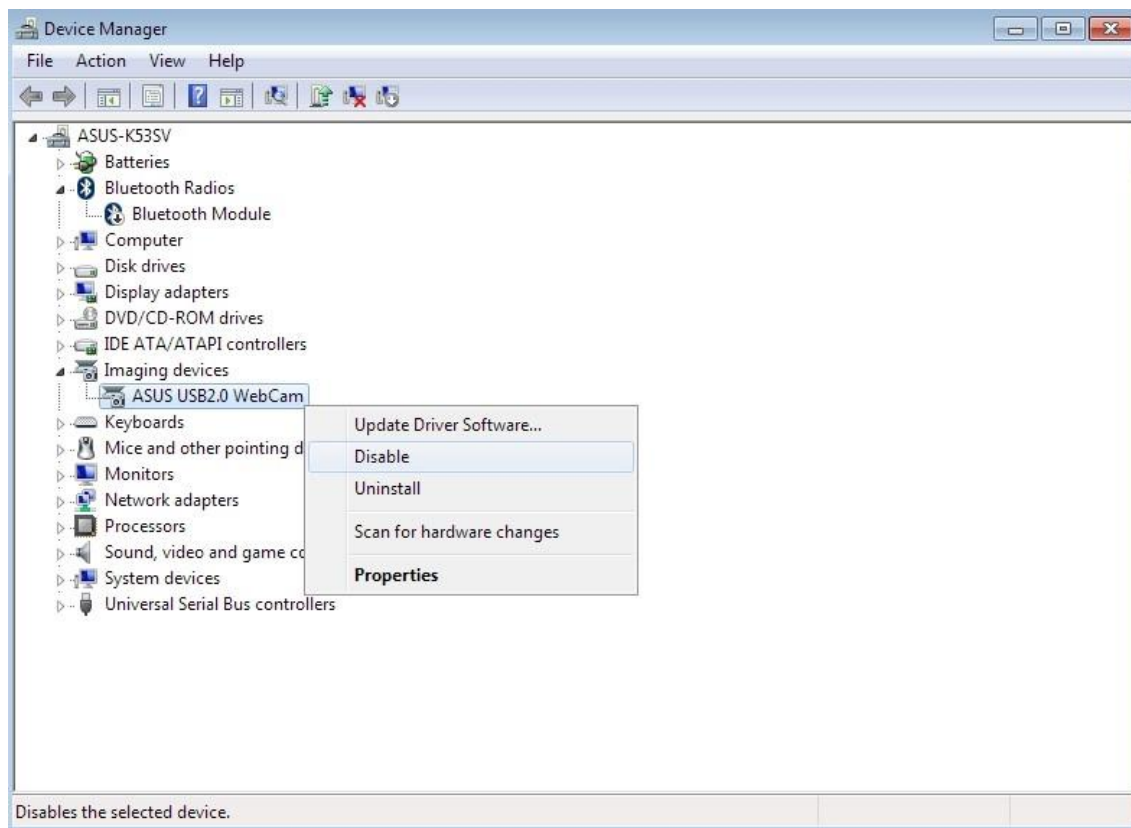 Device Manager
File Action View Help
ASUS-K53SV
Batteries
Bluetooth Radios
Bluetooth Module
Computer
Disk drives
Display adapters
DVD/CD-ROM drives
IDE ATA/ATAPI controllers
Imaging devices
ASUS USB2.0 WebCam
Keyboards
Mice and other pointing d
Monitors
Network adapters
Processors
Sound, video and game co
System devices
Universal Serial Bus controllers
Update Driver Software...
Disable
Uninstall
Scan for hardware changes
Properties
Disables the selected device.